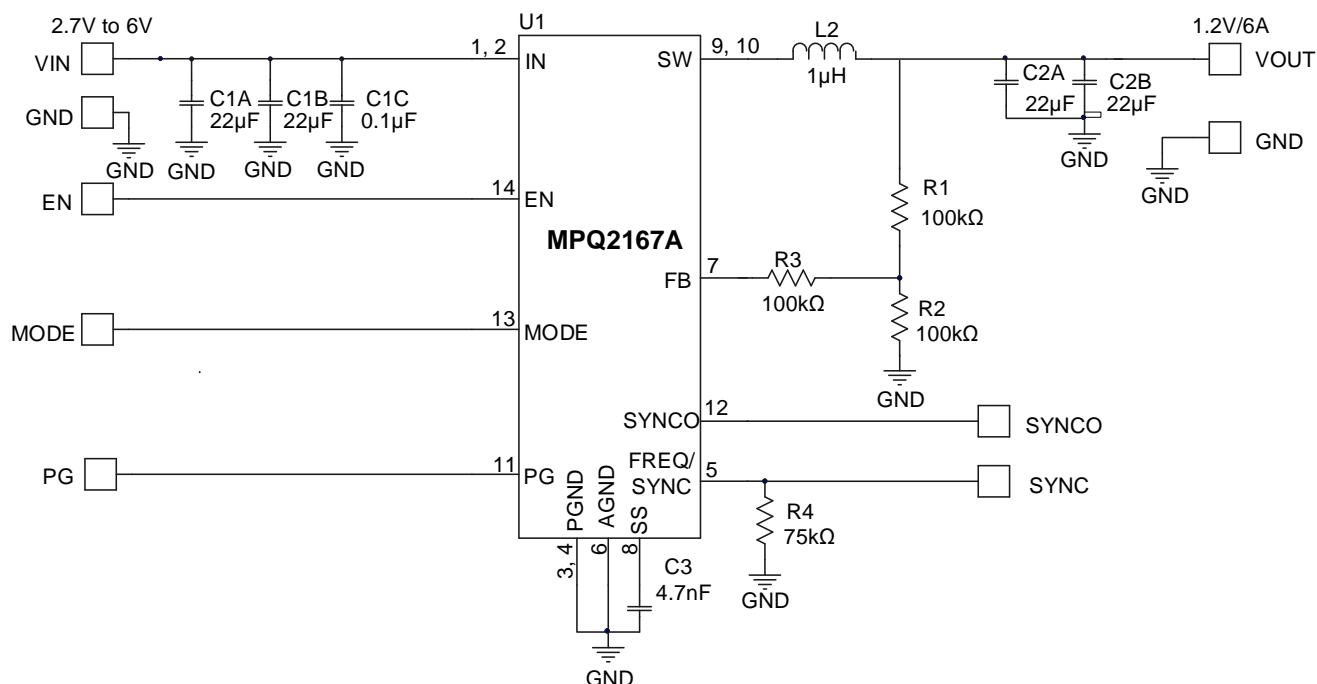 2.7V to 6V
U1
1.2V/6A
VIN
1, 2
IN
SW
9, 10
L2
1µH
VOUT
C1A
22µF
C1B
22µF
C1C
0.1µF
C2A
22µF
C2B
22µF
GND
GND
GND
GND
GND
GND
GND
GND
EN
14
EN
R1
100kΩ
MPQ2167A
FB
7
R3
100kΩ
R2
100kΩ
GND
MODE
13
MODE
SYNCO
12
SYNCO
PG
11
PG
FREQ/
SYNC
5
SYNC
R4
75kΩ
GND
PGND
AGND
SS
3, 4
6
8
C3
4.7nF
GND